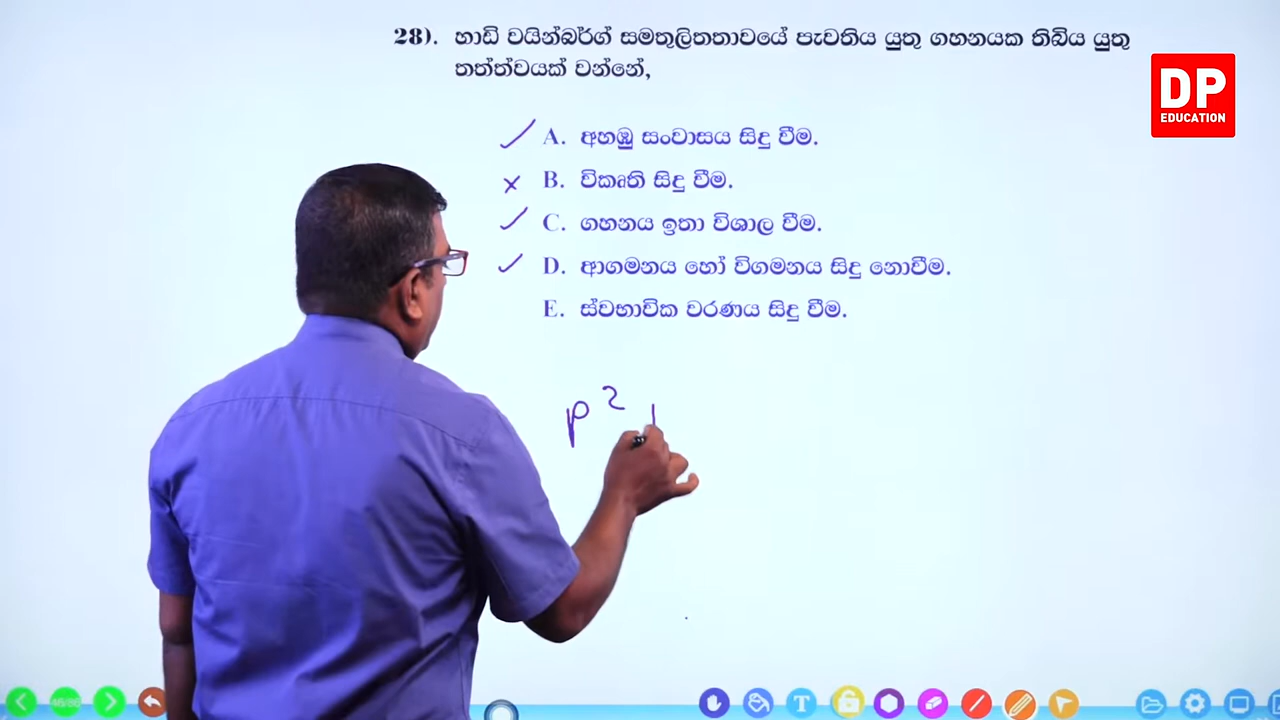 28). හාඩි වයින්බර්ග් සමතුලිතතාවයේ පැවතිය යුතු ගහනයක තිබිය යුතු
තත්ත්වයක් වන්නේ,
DP
EDUCATION
A. අහඹු සංවාසය සිදු වීම.
B. විකෘති සිදු වීම.
C. ගහනය ඉතා විශාල වීම.
D. ආගමනය හෝ විගමනය සිදු නොවීම.
E. ස්වභාවික වරණය සිදු වීම.
p²